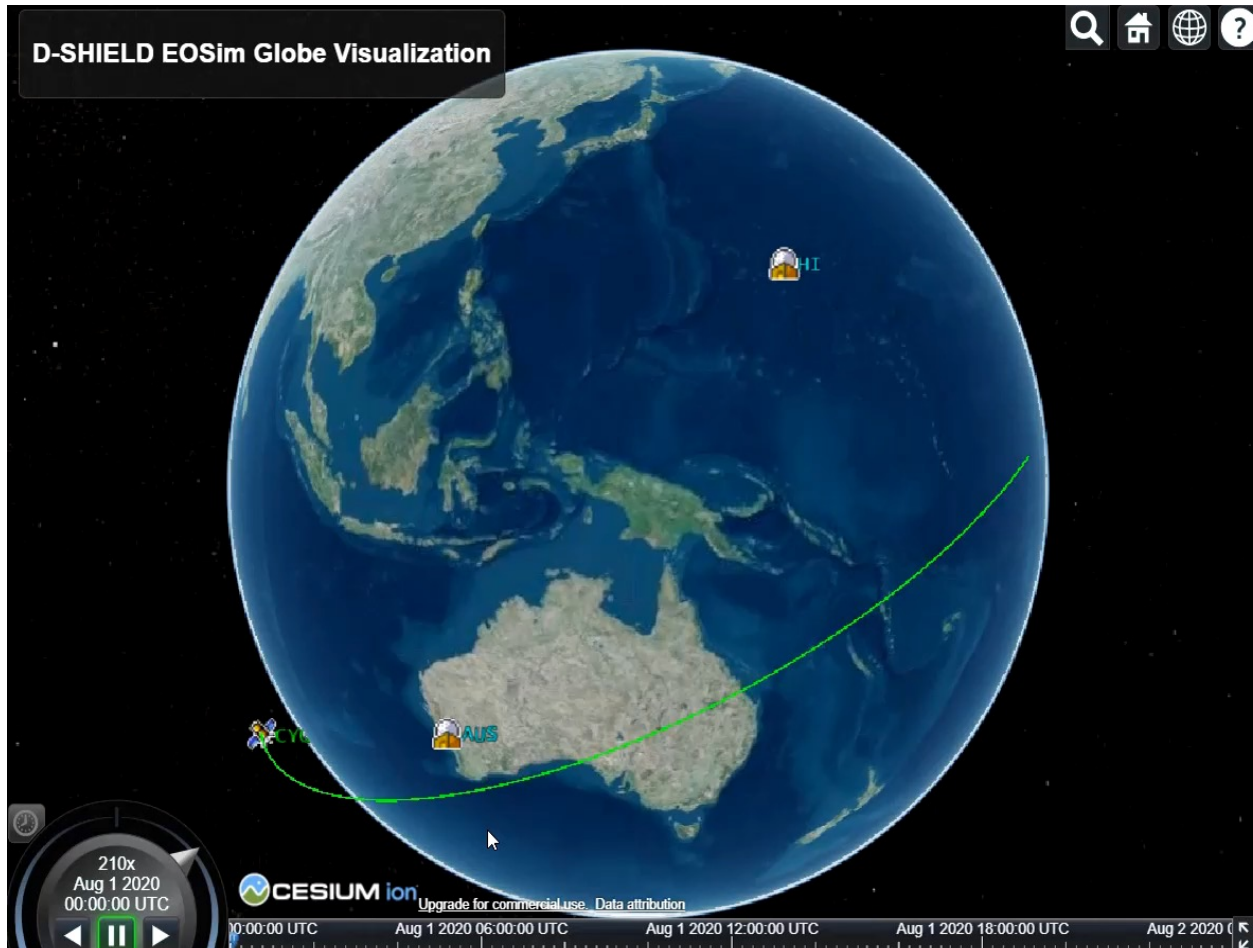 D-SHIELD EOSim Globe Visualization
?
HI
AUS
210x
Aug 1 2020
00:00:00 UTC
CESIUM ion
Upgrade for commercial use. Data attribution
0:00:00 UTC Aug 1 2020 06:00:00 UTC Aug 1 2020 12:00:00 UTC Aug 1 2020 18:00:00 UTC Aug 2 2020